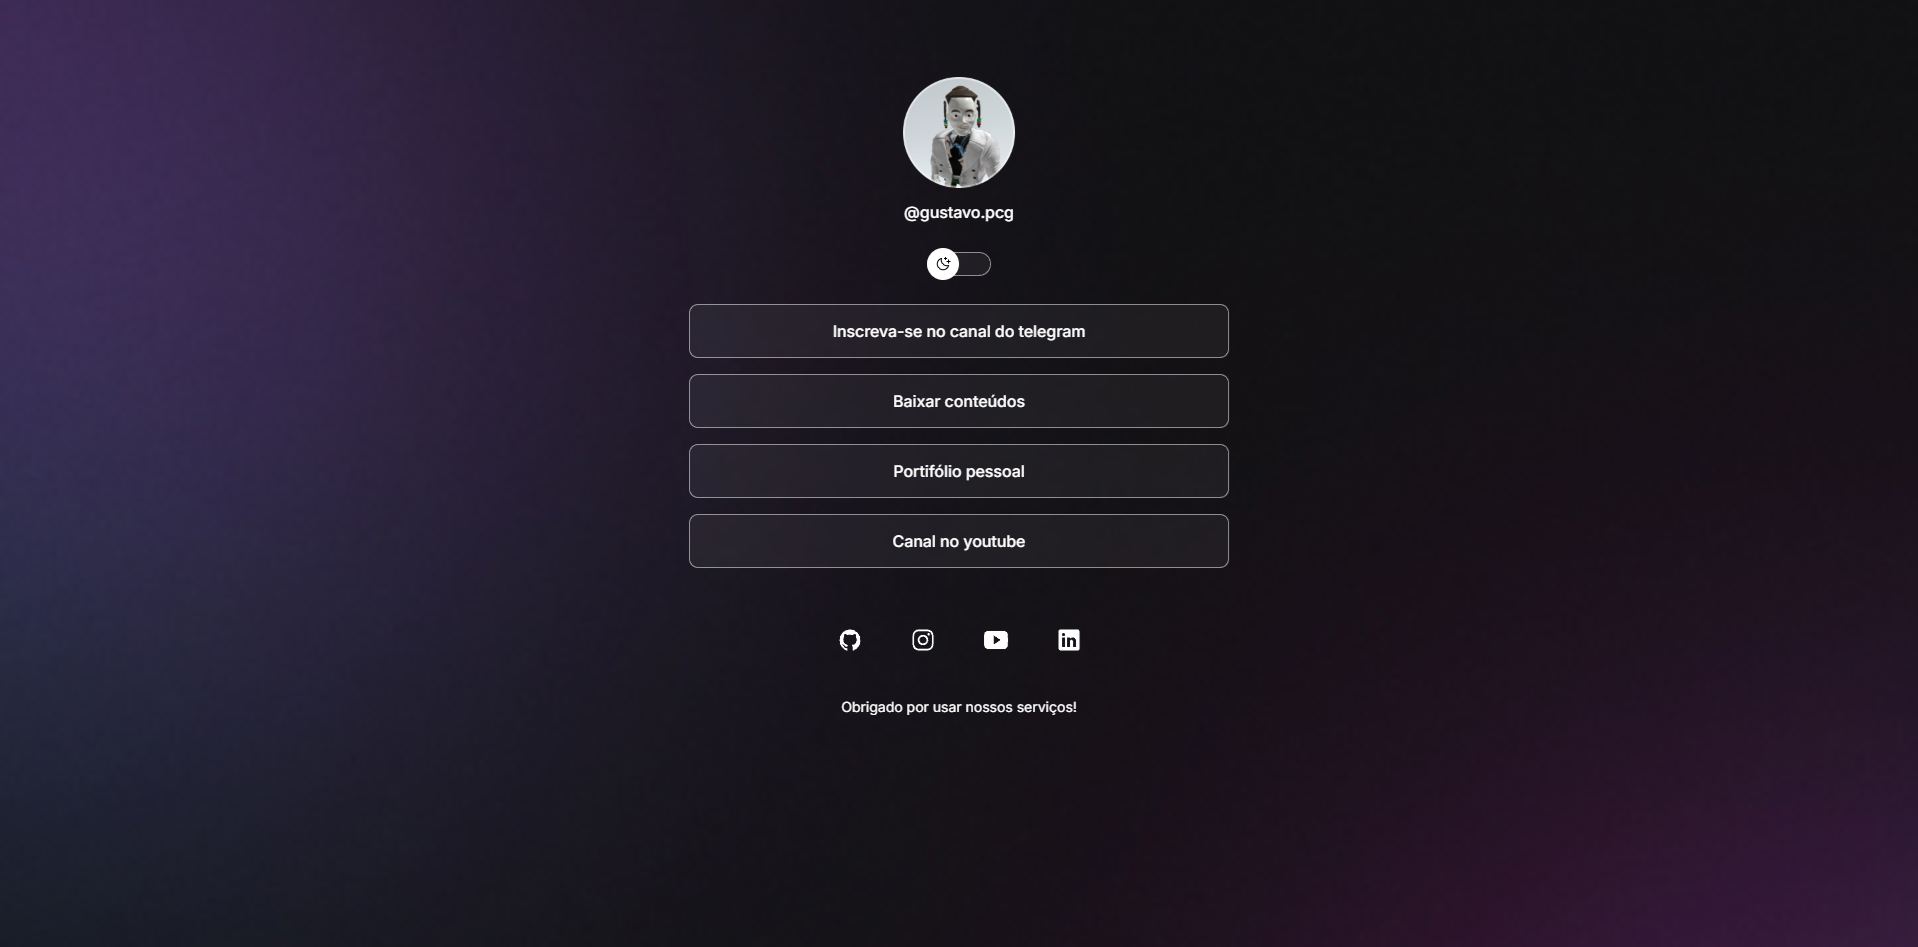 @gustavo.pcg
Inscreva-se no canal do telegram
Baixar conteúdos
Portifólio pessoal
Canal no youtube
Obrigado por usar nossos serviços!